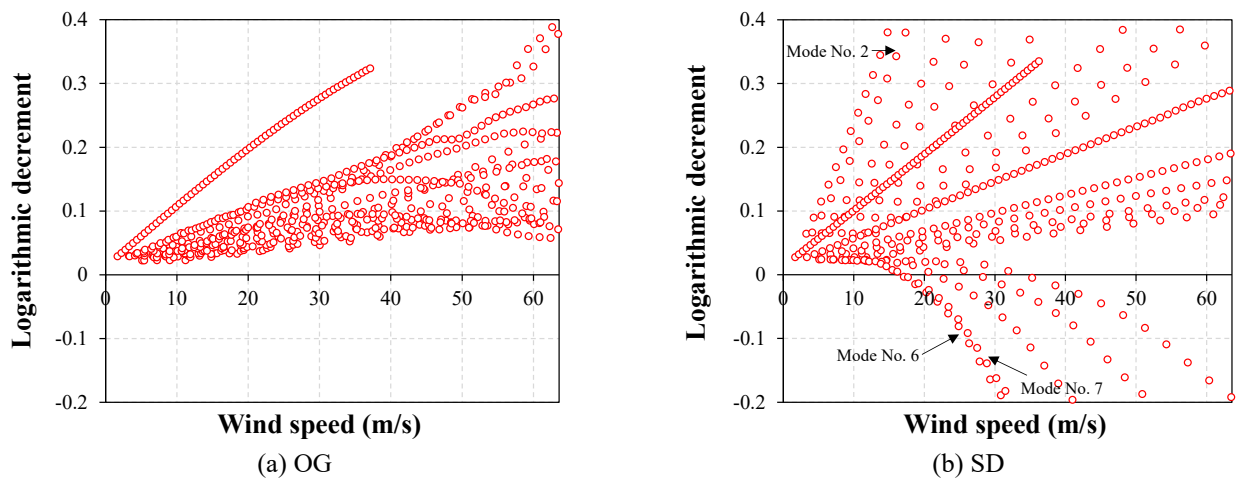 0.4
0.3
0.2
0.1
0
-0.1
-0.2
0 10 20 30 40 50 60
Logarithmic decrement
Wind speed (m/s)
(a) OG
0.4
0.3
0.2
0.1
0
-0.1
-0.2
0 10 20 30 40 50 60
Mode No. 2
Mode No. 6
Mode No. 7
Logarithmic decrement
Wind speed (m/s)
(b) SD